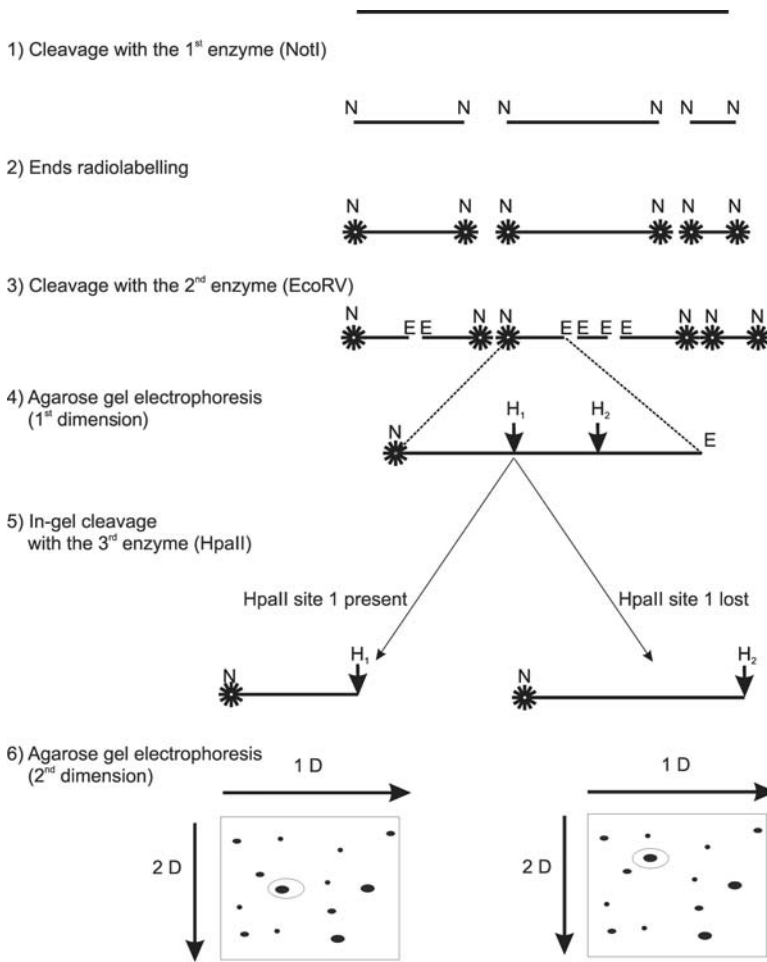 1) Cleavage with the 1st enzyme (NotI)
N N N N N N
2) Ends radiolabelling
N N N N N N
3) Cleavage with the 2nd enzyme (EcoRV)
N E E N N E E E E N N N
4) Agarose gel electrophoresis
(1st dimension)
N H1 H2 E
5) In-gel cleavage
with the 3rd enzyme (HpaII)
HpaII site 1 present HpaII site 1 lost
N H1 N H2
6) Agarose gel electrophoresis
(2nd dimension)
1 D 1 D
2 D 2 D